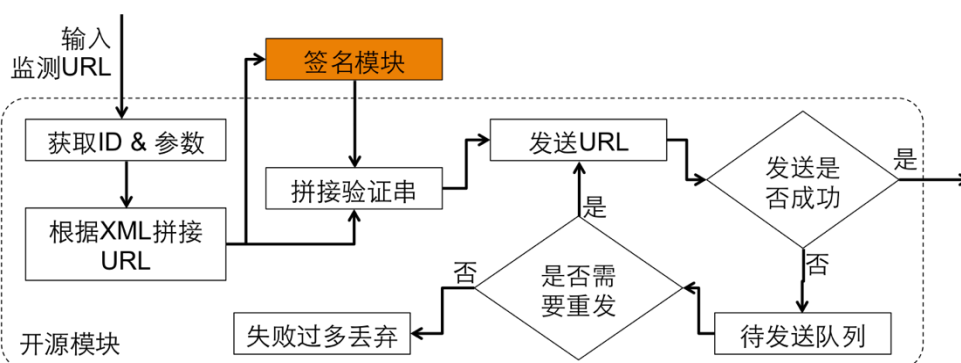 输入
监测URL
签名模块
获取ID & 参数
发送URL
发送是
否成功
是
拼接验证串
根据XML拼接
URL
是
否
是否需
要重发
否
失败过多丢弃
待发送队列
开源模块